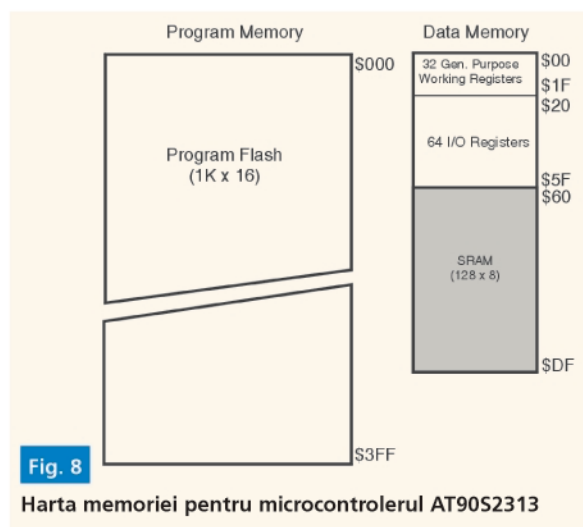 Program Memory
Data Memory
$000
Program Flash
(1K x 16)
$3FF
32 Gen. Purpose
Working Registers
$00
$1F
$20
64 I/O Registers
$5F
$60
SRAM
(128 x 8)
$DF
Fig. 8
Harta memoriei pentru microcontrolerul AT90S2313